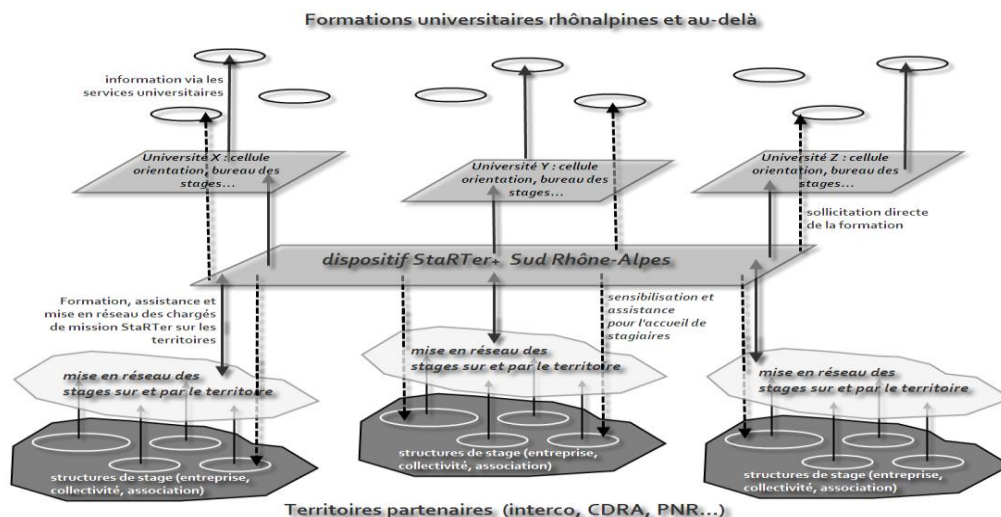 Formations universitaires rhônalpines et au-delà
information via les
services universitaires
Université X : cellule
orientation, bureau des
stages...
Université Y : cellule
orientation, bureau des
stages...
Université Z : cellule
orientation, bureau des
stages...
sollicitation directe
de la formation
dispositif StaRTer+ Sud Rhône-Alpes
Formation, assistance et
mise en réseau des chargés
de mission StaRTer sur les
territoires
sensibilisation et
assistance
pour l'accueil de
stagiaires
mise en réseau des
stages sur et par le territoire
mise en réseau des
stages sur et par le territoire
mise en réseau des
stages sur et par le territoire
structures de stage (entreprise,
collectivité, association)
structures de stage (entreprise,
collectivité, association)
structures de stage (entreprise,
collectivité, association)
Territoires partenaires (interco, CDRA, PNR...)